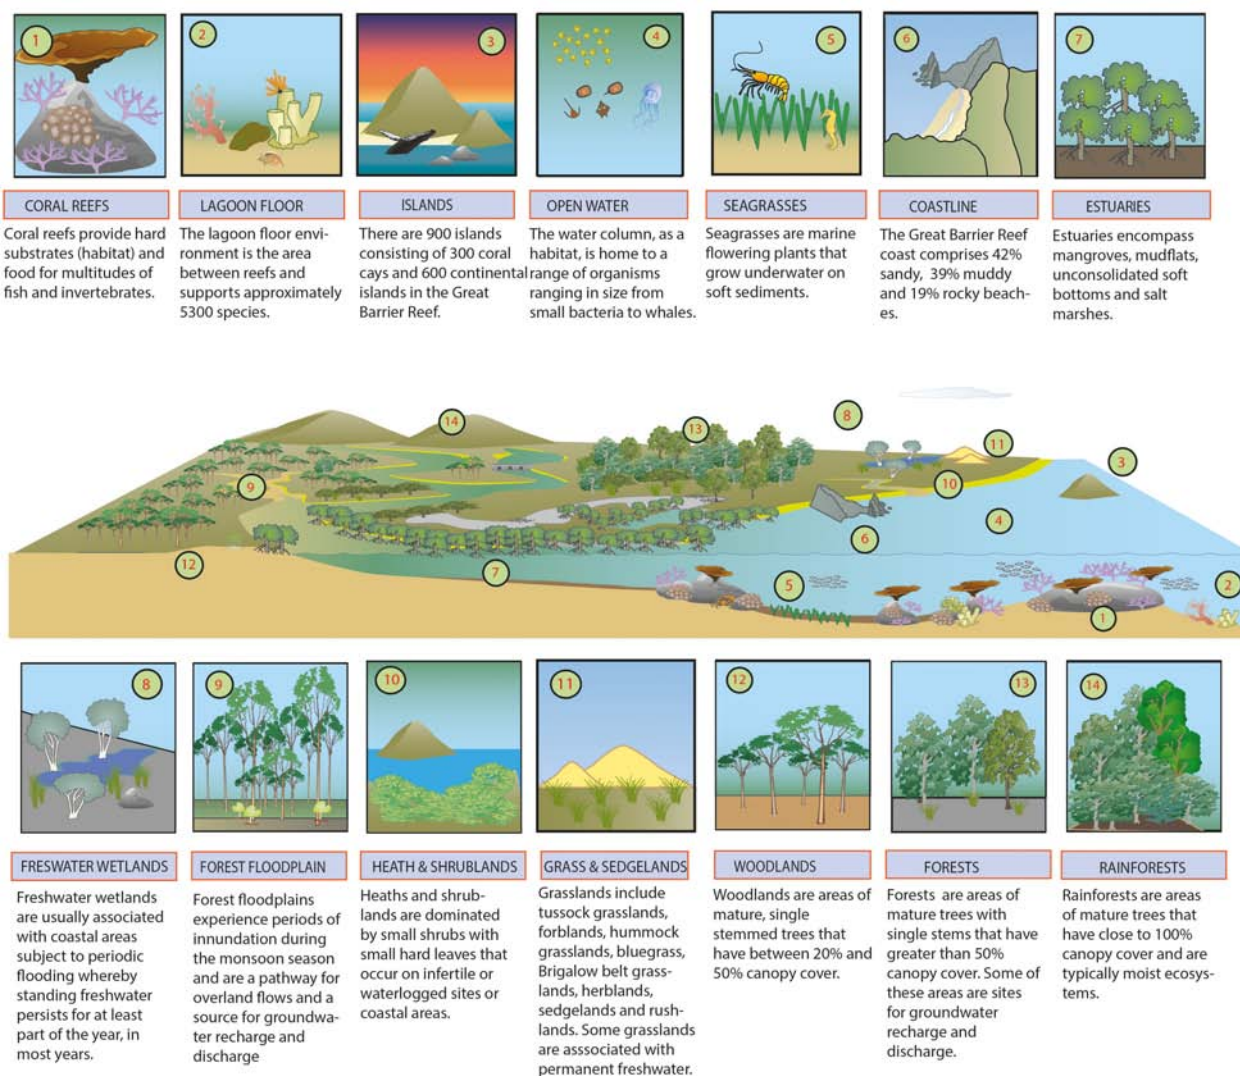 1
2
3
4
5
6
7
CORAL REEFS
Coral reefs provide hard
substrates (habitat) and
food for multitudes of
fish and invertebrates.
LAGOON FLOOR
The lagoon floor envi-
ronment is the area
between reefs and
supports approximately
5300 species.
ISLANDS
There are 900 islands
consisting of 300 coral
cays and 600 continental
islands in the Great
Barrier Reef.
OPEN WATER
The water column, as a
habitat, is home to a
range of organisms
ranging in size from
small bacteria to whales.
SEAGRASSES
Seagrasses are marine
flowering plants that
grow underwater on
soft sediments.
COASTLINE
The Great Barrier Reef
coast comprises 42%
sandy, 39% muddy
and 19% rocky beach-
es.
ESTUARIES
Estuaries encompass
mangroves, mudflats,
unconsolidated soft
bottoms and salt
marshes.
14
13
8
11
3
9
10
4
6
12
7
5
2
1
8
9
10
11
12
13
14
FRESWATER WETLANDS
Freshwater wetlands
are usually associated
with coastal areas
subject to periodic
flooding whereby
standing freshwater
persists for at least
part of the year, in
most years.
FOREST FLOODPLAIN
Forest floodplains
experience periods of
innundation during
the monsoon season
and are a pathway for
overland flows and a
source for groundwa-
ter recharge and
discharge
HEATH & SHRUBLANDS
Heaths and shrub-
lands are dominated
by small shrubs with
small hard leaves that
occur on infertile or
waterlogged sites or
coastal areas.
GRASS & SEDGELANDS
Grasslands include
tussock grasslands,
forblands, hummock
grasslands, bluegrass,
Brigalow belt grass-
lands, herblands,
sedgelands and rush-
lands. Some grasslands
are asssociated with
permanent freshwater.
WOODLANDS
Woodlands are areas of
mature, single
stemmed trees that
have between 20% and
50% canopy cover.
FORESTS
Forests are areas of
mature trees with
single stems that have
greater than 50%
canopy cover. Some of
these areas are sites
for groundwater
recharge and
discharge.
RAINFORESTS
Rainforests are areas
of mature trees that
have close to 100%
canopy cover and are
typically moist ecosys-
tems.